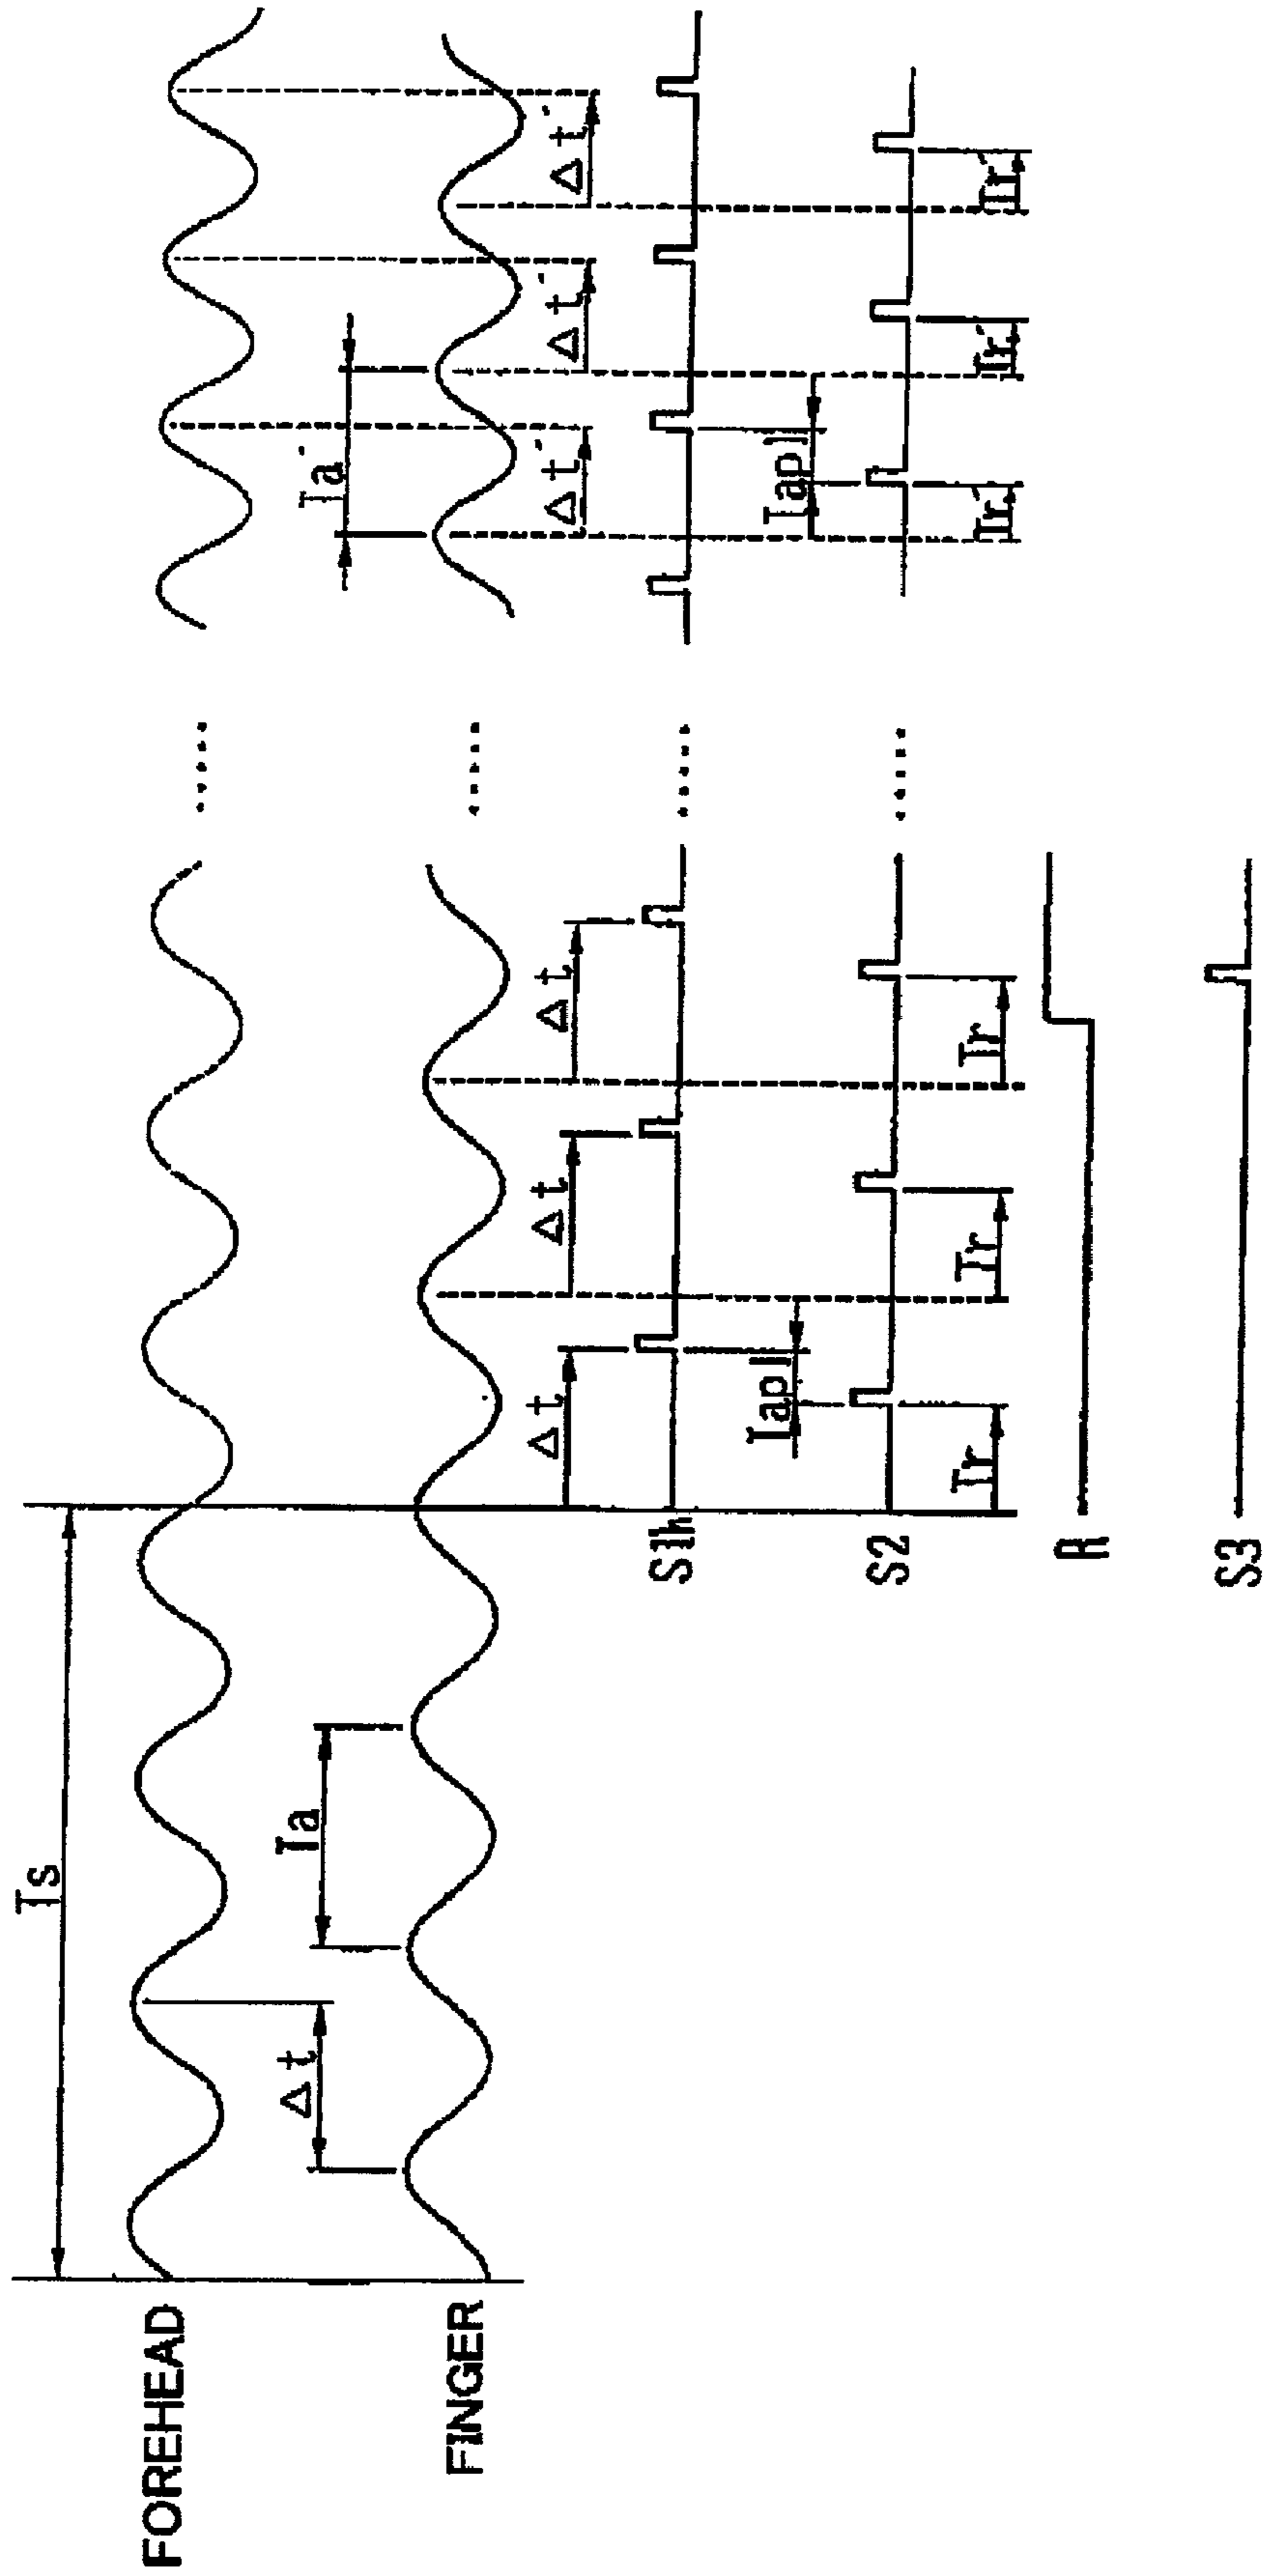 Ts
FOREHEAD
Δt Ta Ta'
FINGER
Δt Δt Δt Δt' Δt' Δt'
S1h
Tapl Tapl
S2
Tr Tr Tr Tr' Tr' Tr'
R
S3